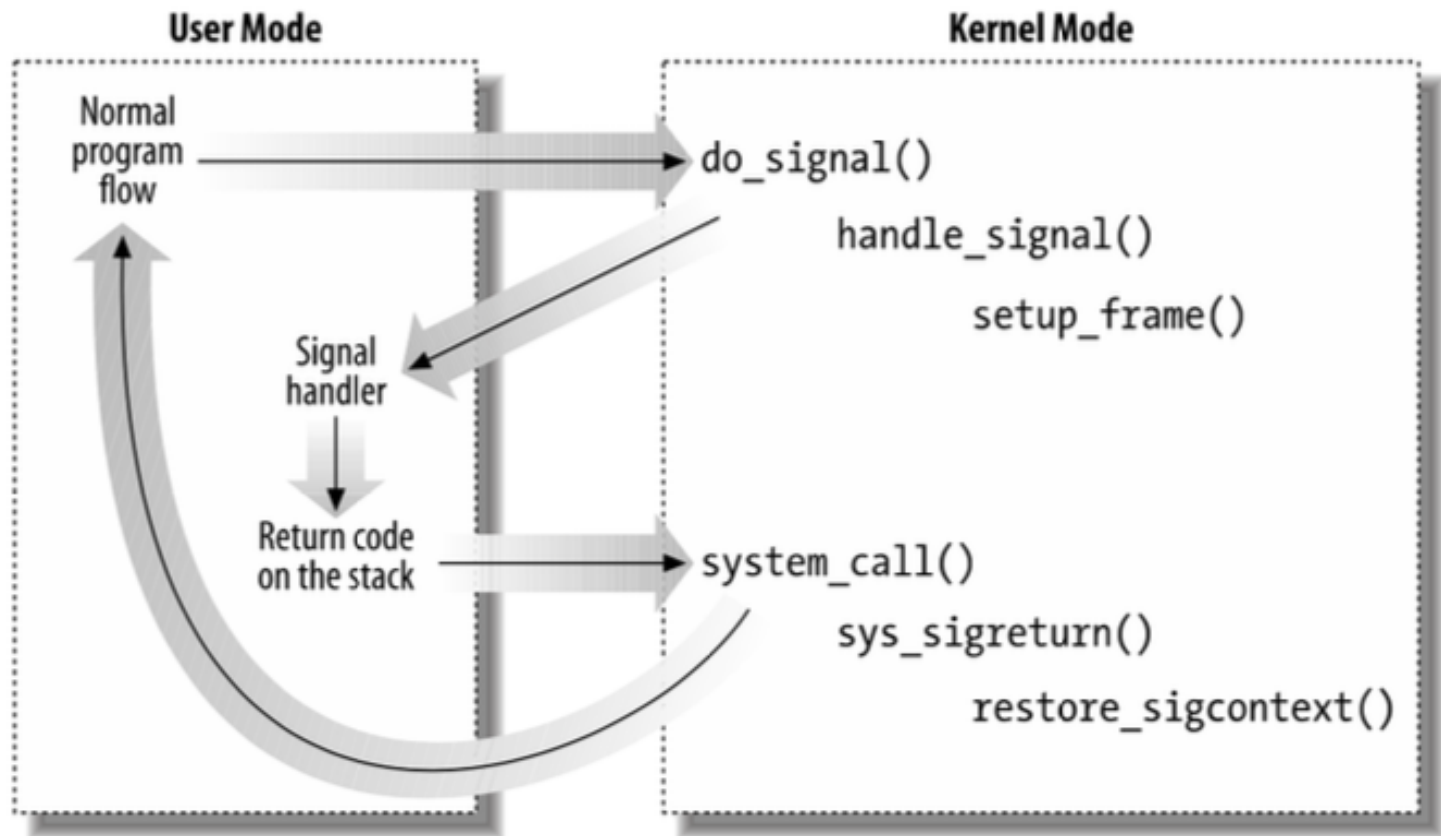 User Mode
Kernel Mode
Normal
program
flow
do_signal()
handle_signal()
setup_frame()
Signal
handler
Return code
on the stack
system_call()
sys_sigreturn()
restore_sigcontext()